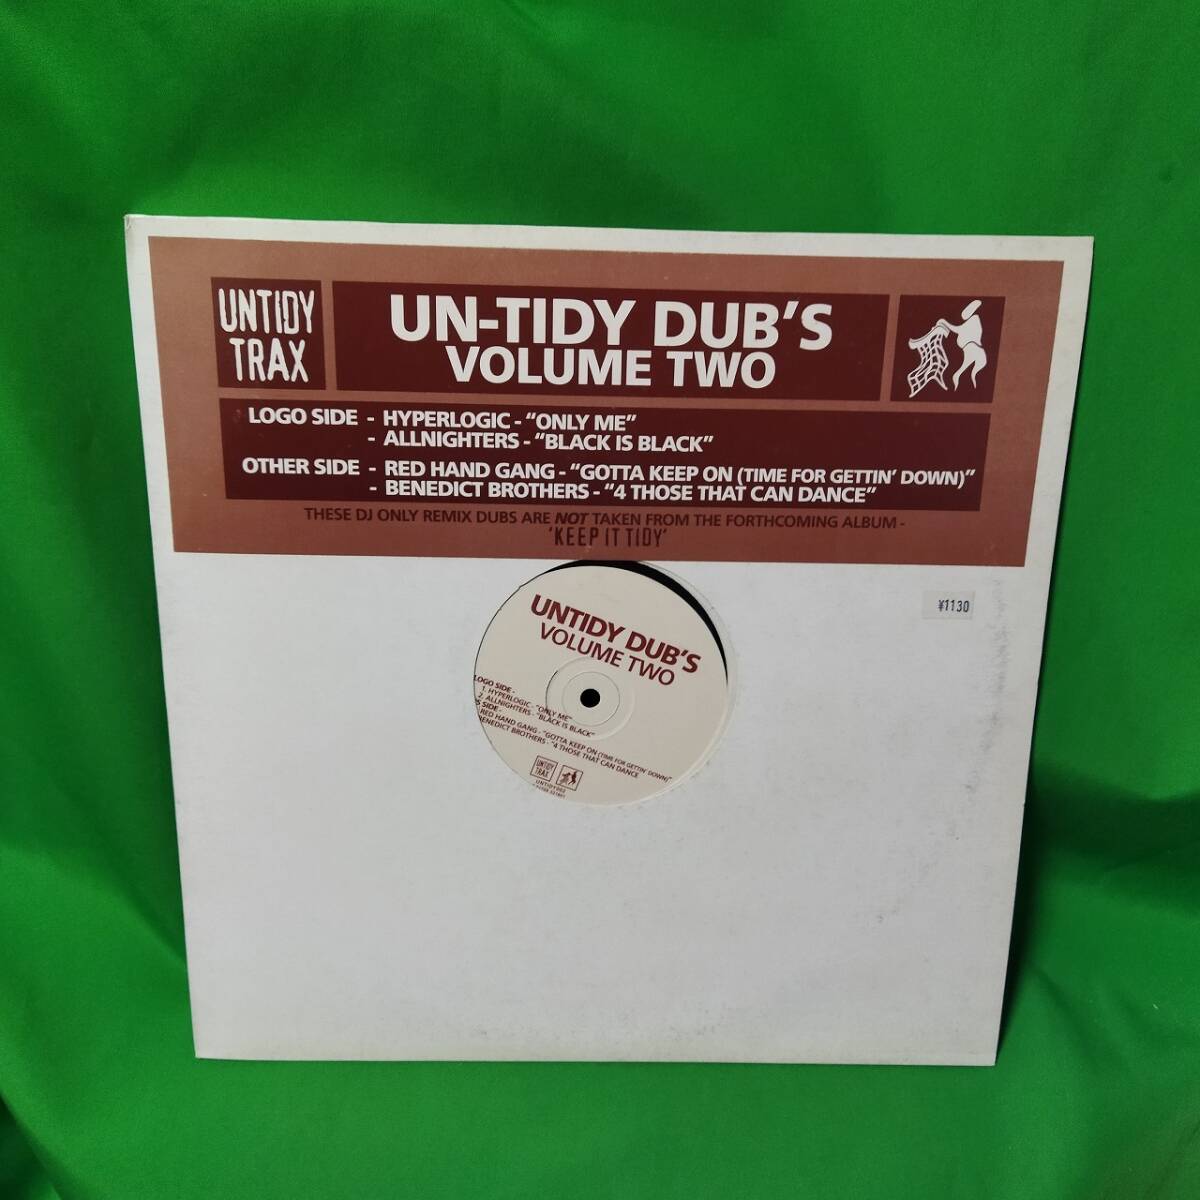 UNTIDY
TRAX
UN-TIDY DUB'S
VOLUME TWO
LOGO SIDE - HYPERLOGIC - "ONLY ME"
- ALLNIGHTERS - "BLACK IS BLACK"
OTHER SIDE - RED HAND GANG - "GOTTA KEEP ON (TIME FOR GETTIN' DOWN)"
- BENEDICT BROTHERS - "4 THOSE THAT CAN DANCE"
THESE DJ ONLY REMIX DUBS ARE NOT TAKEN FROM THE FORTHCOMING ALBUM -
'KEEP IT TIDY'
¥1130
UNTIDY DUB'S
VOLUME TWO
LOGO SIDE -
1. HYPERLOGIC - "ONLY ME"
2. ALLNIGHTERS - "BLACK IS BLACK"
SIDE -
RED HAND GANG - "GOTTA KEEP ON (TIME FOR GETTIN' DOWN)"
BENEDICT BROTHERS - "4 THOSE THAT CAN DANCE
UNTIDY
TRAX
UNTIDY002